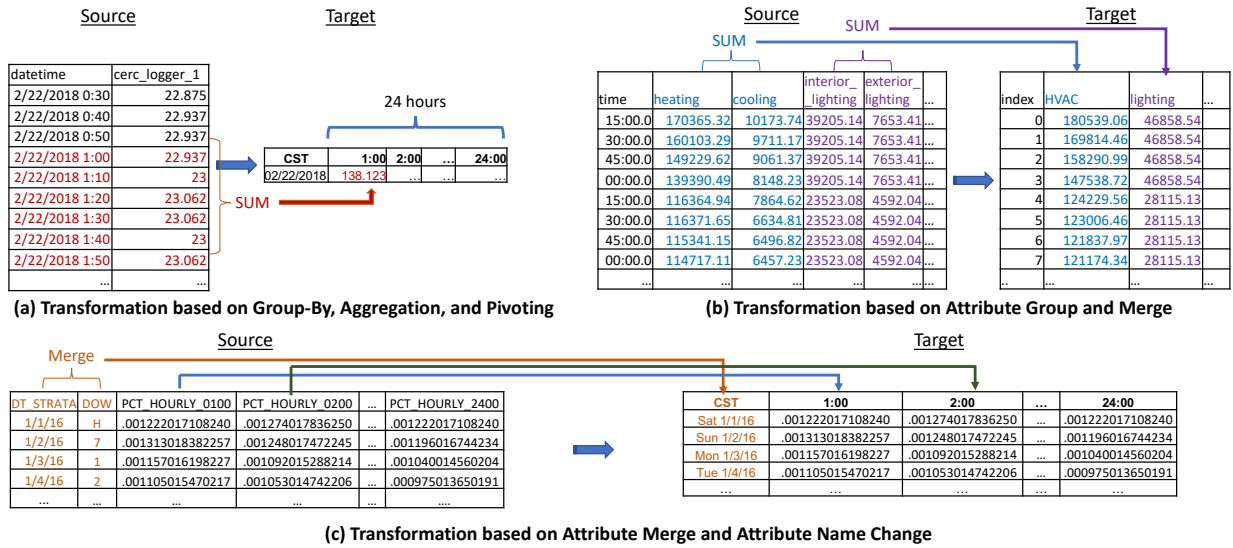 Source Target
datetime cerc_logger_1
2/22/2018 0:30 22.875
2/22/2018 0:40 22.937
2/22/2018 0:50 22.937
2/22/2018 1:00 22.937
2/22/2018 1:10 23
2/22/2018 1:20 23.062
2/22/2018 1:30 23.062
2/22/2018 1:40 23
2/22/2018 1:50 23.062
... ...
SUM
24 hours
CST 1:00 2:00 ... 24:00
02/22/2018 138.123 ... ... ...
(a) Transformation based on Group-By, Aggregation, and Pivoting
Source Target
SUM
SUM
time heating cooling interior_ _lighting exterior_ lighting ...
15:00.0 170365.32 10173.74 39205.14 7653.41 ...
30:00.0 160103.29 9711.17 39205.14 7653.41 ...
45:00.0 149229.62 9061.37 39205.14 7653.41 ...
00:00.0 139390.49 8148.23 39205.14 7653.41 ...
15:00.0 116364.94 7864.62 23523.08 4592.04 ...
30:00.0 116371.65 6634.81 23523.08 4592.04 ...
45:00.0 115341.15 6496.82 23523.08 4592.04 ...
00:00.0 114717.11 6457.23 23523.08 4592.04 ...
... ... ... ... ... ...
index HVAC lighting ...
0 180539.06 46858.54
1 169814.46 46858.54
2 158290.99 46858.54
3 147538.72 46858.54
4 124229.56 28115.13
5 123006.46 28115.13
6 121837.97 28115.13
7 121174.34 28115.13
.. ... ...
(b) Transformation based on Attribute Group and Merge
Source Target
Merge
DT_STRATA DOW PCT_HOURLY_0100 PCT_HOURLY_0200 ... PCT_HOURLY_2400
1/1/16 H .001222017108240 .001274017836250 ... .001222017108240
1/2/16 7 .001313018382257 .001248017472245 ... .001196016744234
1/3/16 1 .001157016198227 .001092015288214 ... .001040014560204
1/4/16 2 .001105015470217 .001053014742206 ... .000975013650191
... ... ... ... ....
CST 1:00 2:00 ... 24:00
Sat 1/1/16 .001222017108240 .001274017836250 ... .001222017108240
Sun 1/2/16 .001313018382257 .001248017472245 ... .001196016744234
Mon 1/3/16 .001157016198227 .001092015288214 ... .001040014560204
Tue 1/4/16 .001105015470217 .001053014742206 ... .000975013650191
... ... ... ...
(c) Transformation based on Attribute Merge and Attribute Name Change